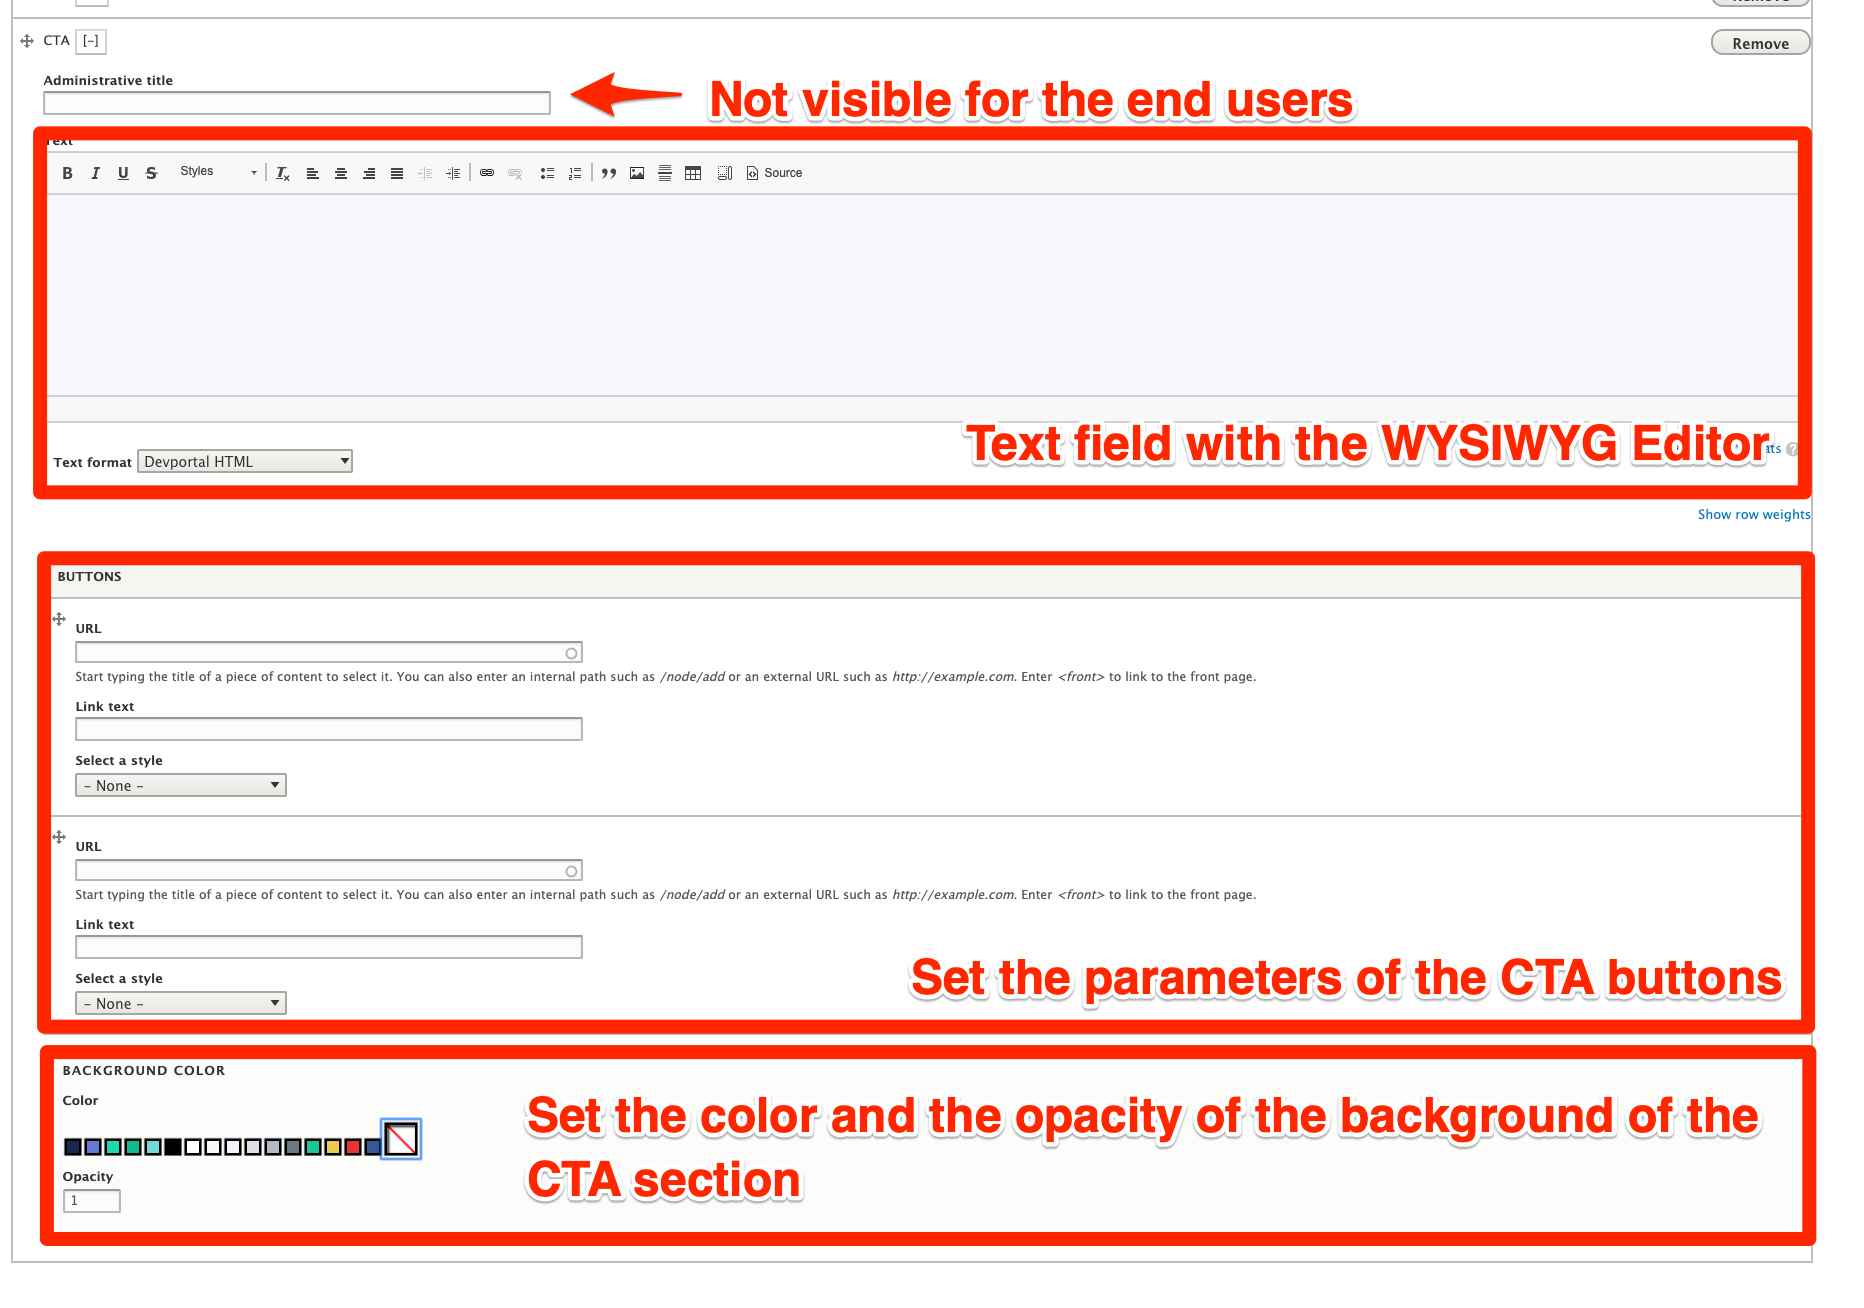 Remove
CTA [–]
Remove
Administrative title
Not visible for the end users
Text
B I U S Styles Source
Text field with the WYSIWYG Editor
Text format Devportal HTML
Show row weights
BUTTONS
URL
Start typing the title of a piece of content to select it. You can also enter an internal path such as /node/add or an external URL such as http://example.com. Enter <front> to link to the front page.
Link text
Select a style
– None –
URL
Start typing the title of a piece of content to select it. You can also enter an internal path such as /node/add or an external URL such as http://example.com. Enter <front> to link to the front page.
Link text
Select a style
– None –
Set the parameters of the CTA buttons
BACKGROUND COLOR
Color
Set the color and the opacity of the background of the
CTA section
Opacity
1